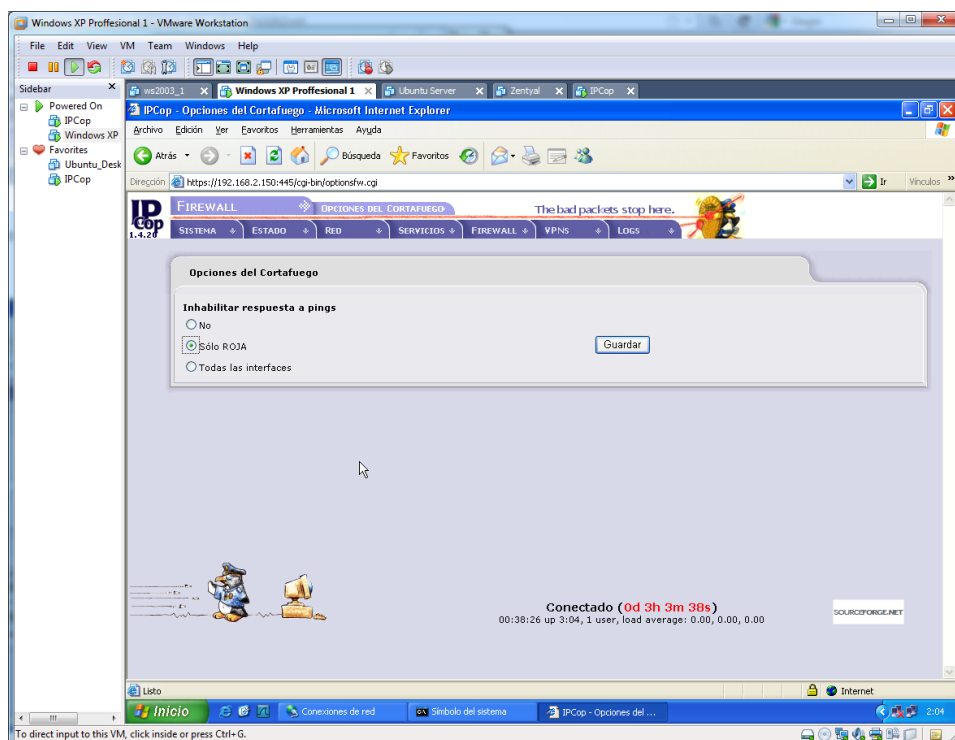 Windows XP Proffesional 1 - VMware Workstation
File Edit View VM Team Windows Help
Sidebar
Powered On
IPCop
Windows XP
Favorites
Ubuntu_Desk
IPCop
ws2003_1 Windows XP Proffesional 1 Ubuntu Server Zentyal IPCop
IPCop - Opciones del Cortafuego - Microsoft Internet Explorer
Archivo Edición Ver Favoritos Herramientas Ayuda
Atrás Búsqueda Favoritos
Dirección https://192.168.2.150:445/cgi-bin/optionsfw.cgi Ir Vínculos
IP Cop 1.4.20
FIREWALL OPCIONES DEL CORTAFUEGO The bad packets stop here.
SISTEMA ESTADO RED SERVICIOS FIREWALL VPNS LOGS
Opciones del Cortafuego
Inhabilitar respuesta a pings
No
Sólo ROJA
Guardar
Todas las interfaces
Conectado (0d 3h 3m 38s)
00:38:26 up 3:04, 1 user, load average: 0.00, 0.00, 0.00
SOURCEFORGE.NET
Listo Internet
Inicio Conexiones de red Símbolo del sistema IPCop - Opciones del ... 2:04
To direct input to this VM, click inside or press Ctrl+G.